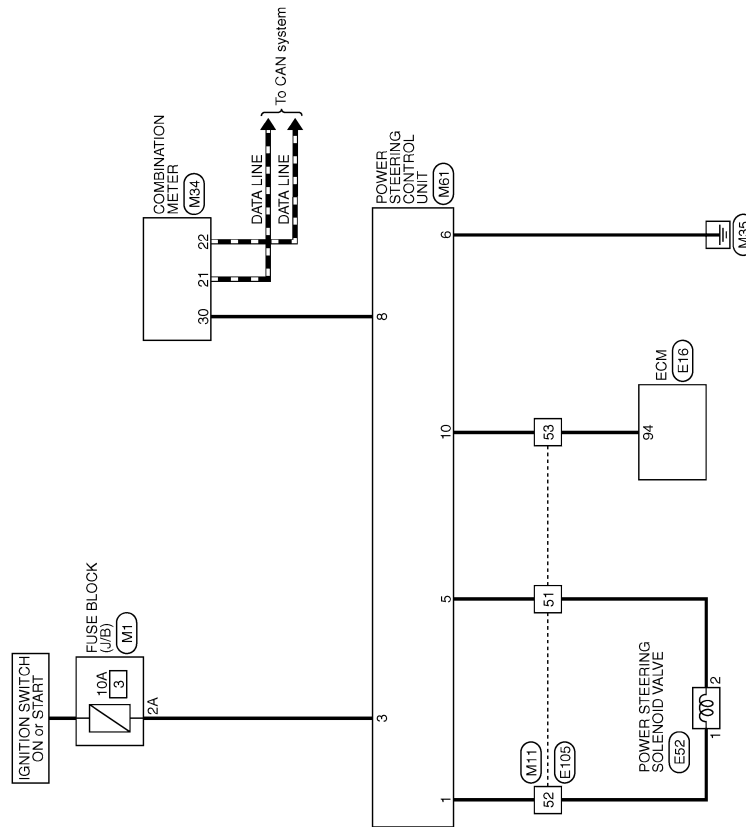 IGNITION SWITCH
ON or START
FUSE BLOCK
(J/B)
M1
10A
3
2A
COMBINATION
METER
M34
30
21
22
DATA LINE
DATA LINE
To CAN system
POWER
STEERING
CONTROL
UNIT
M61
3
8
1
5
10
6
M11
E105
52
51
53
94
ECM
E16
M35
POWER STEERING
SOLENOID VALVE
E52
1
2